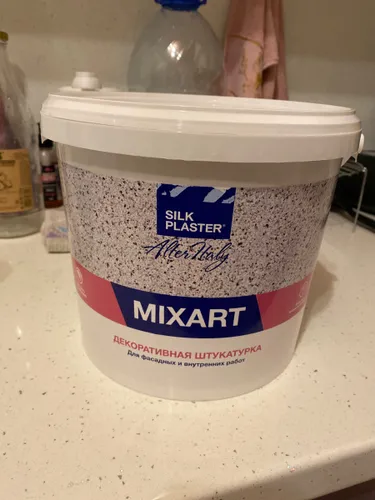 SILK
PLASTER®
Alter Italy
MIXART
ДЕКОРАТИВНАЯ ШТУКАТУРКА
Для фасадных и внутренних работ